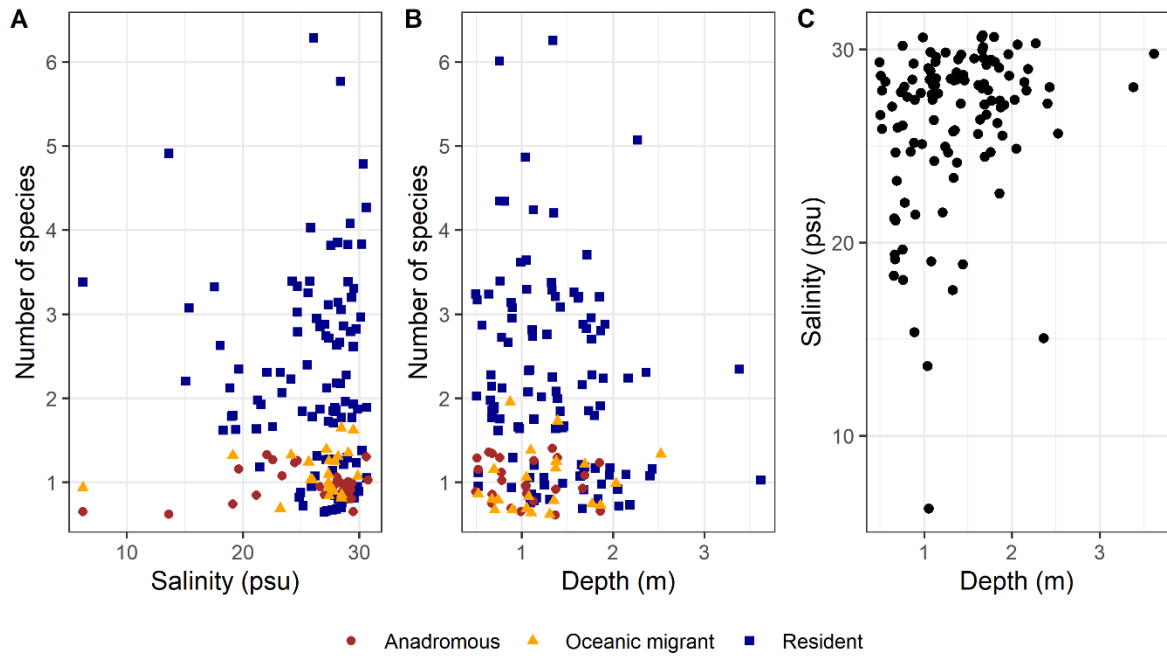 A
B
C
Number of species
6
5
4
3
2
1
10
20
30
Salinity (psu)
Number of species
6
5
4
3
2
1
1
2
3
Depth (m)
Salinity (psu)
30
20
10
1
2
3
Depth (m)
Anadromous
Oceanic migrant
Resident